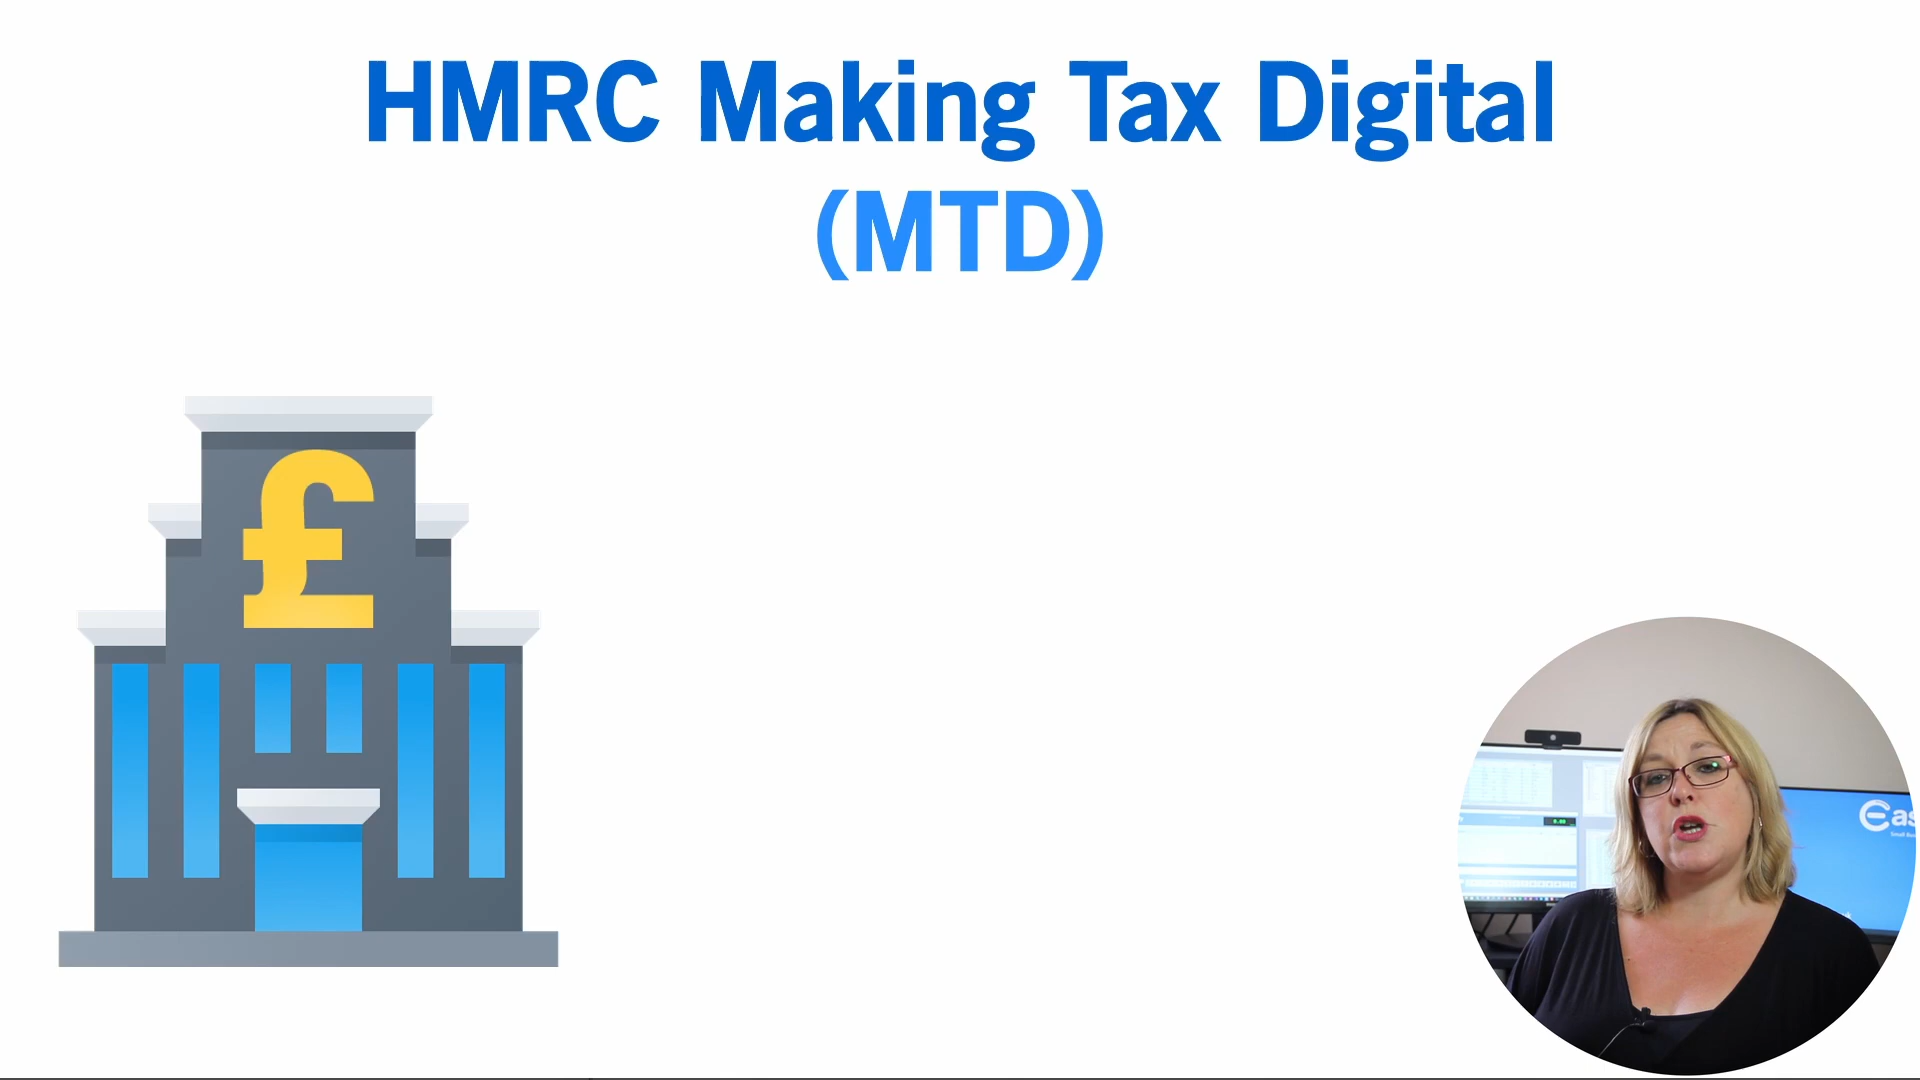 HMRC Making Tax Digital
(MTD)
£